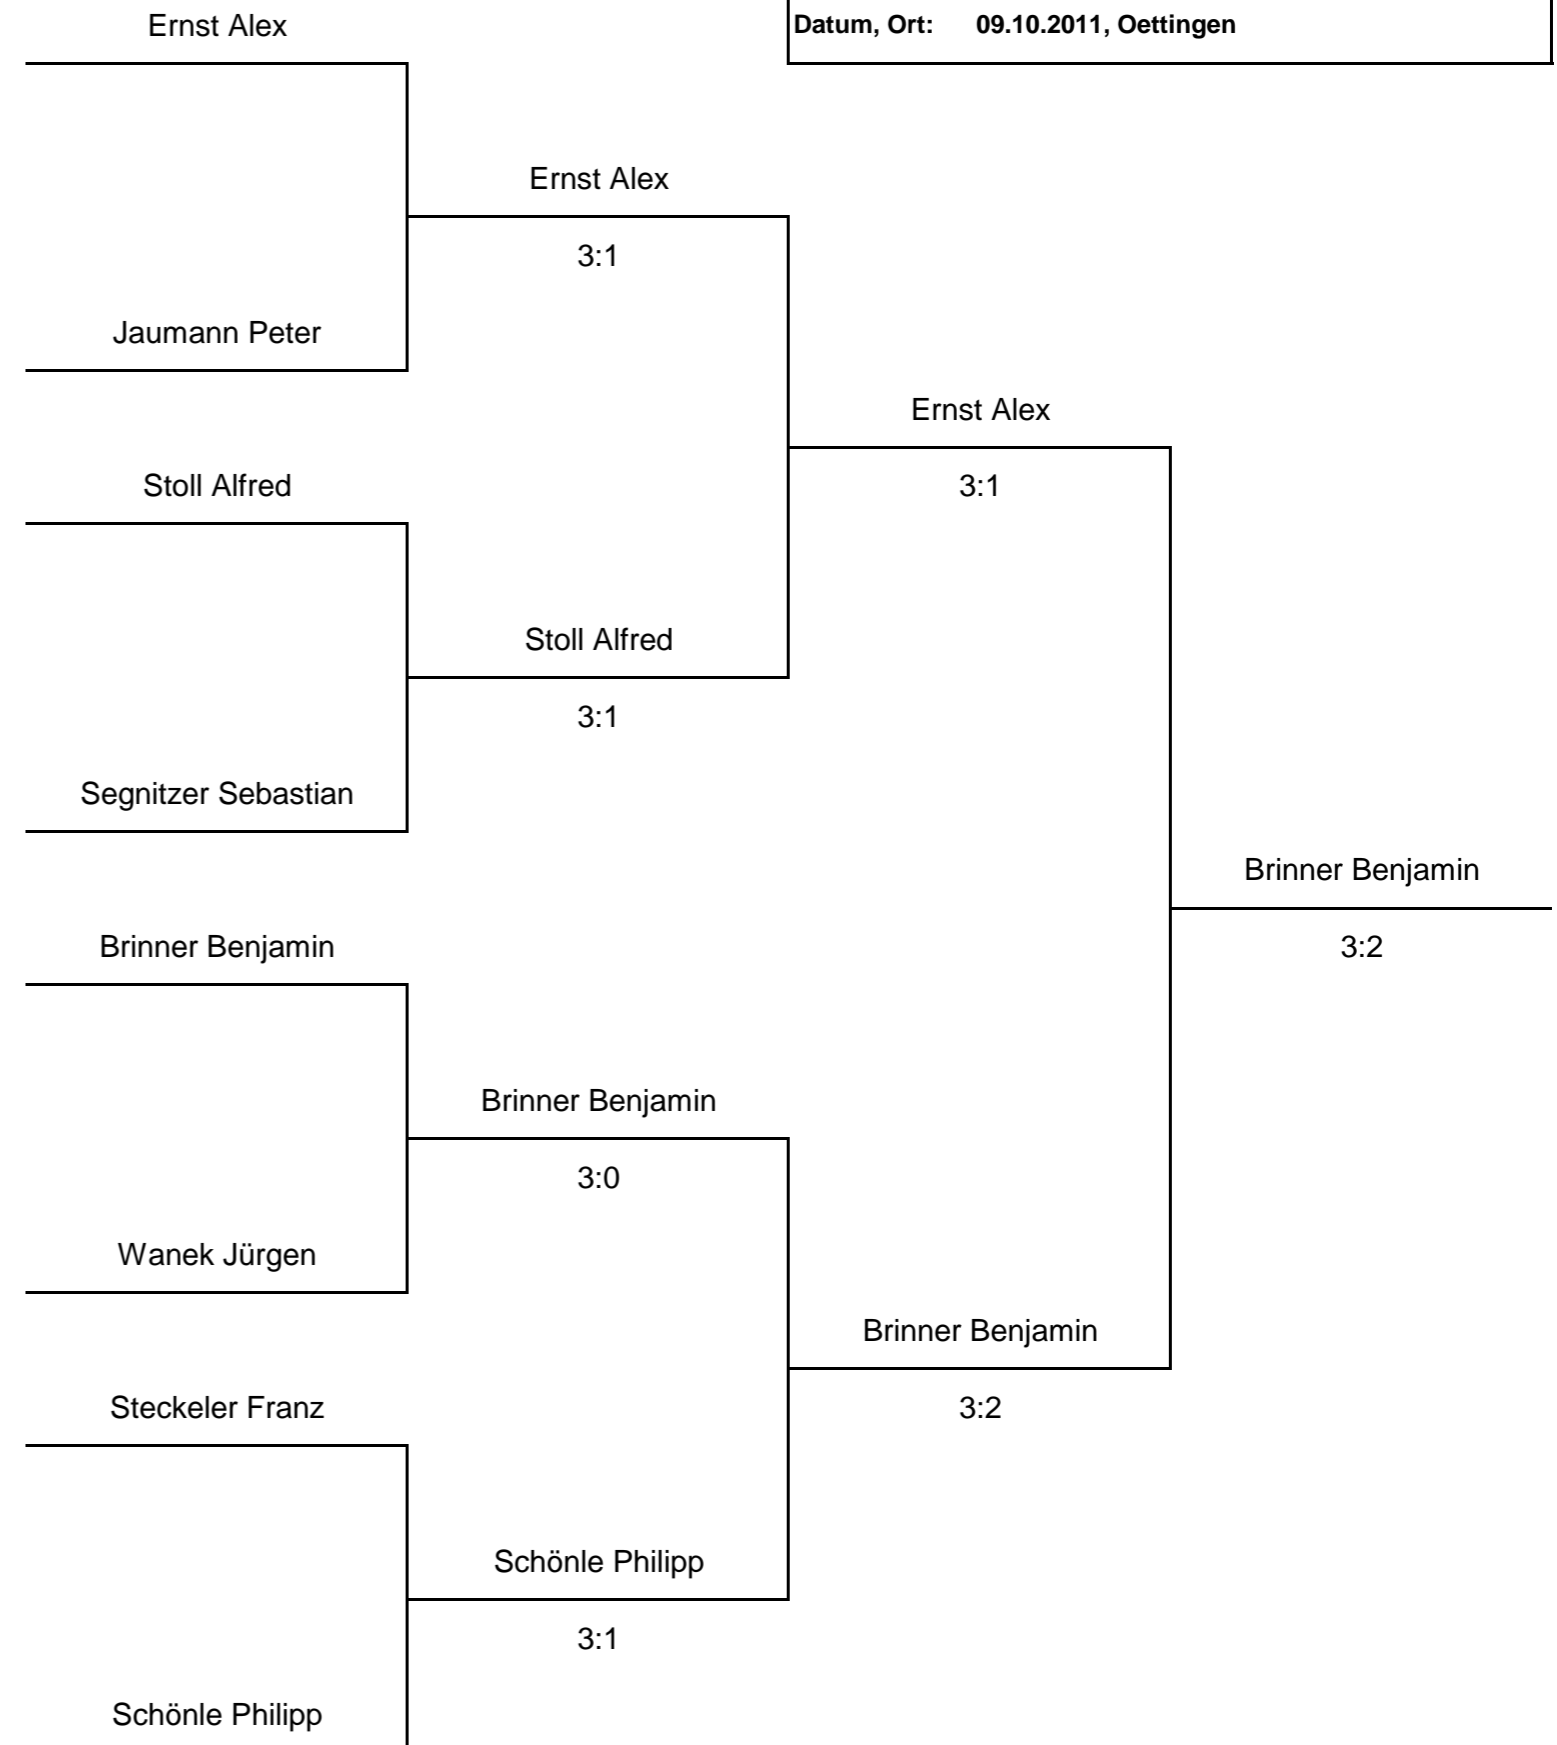 Ernst Alex
Datum, Ort: 09.10.2011, Oettingen
Ernst Alex
3:1
Jaumann Peter
Ernst Alex
3:1
Stoll Alfred
Stoll Alfred
3:1
Segnitzer Sebastian
Brinner Benjamin
3:2
Brinner Benjamin
Brinner Benjamin
3:0
Wanek Jürgen
Brinner Benjamin
3:2
Steckeler Franz
Schönle Philipp
3:1
Schönle Philipp